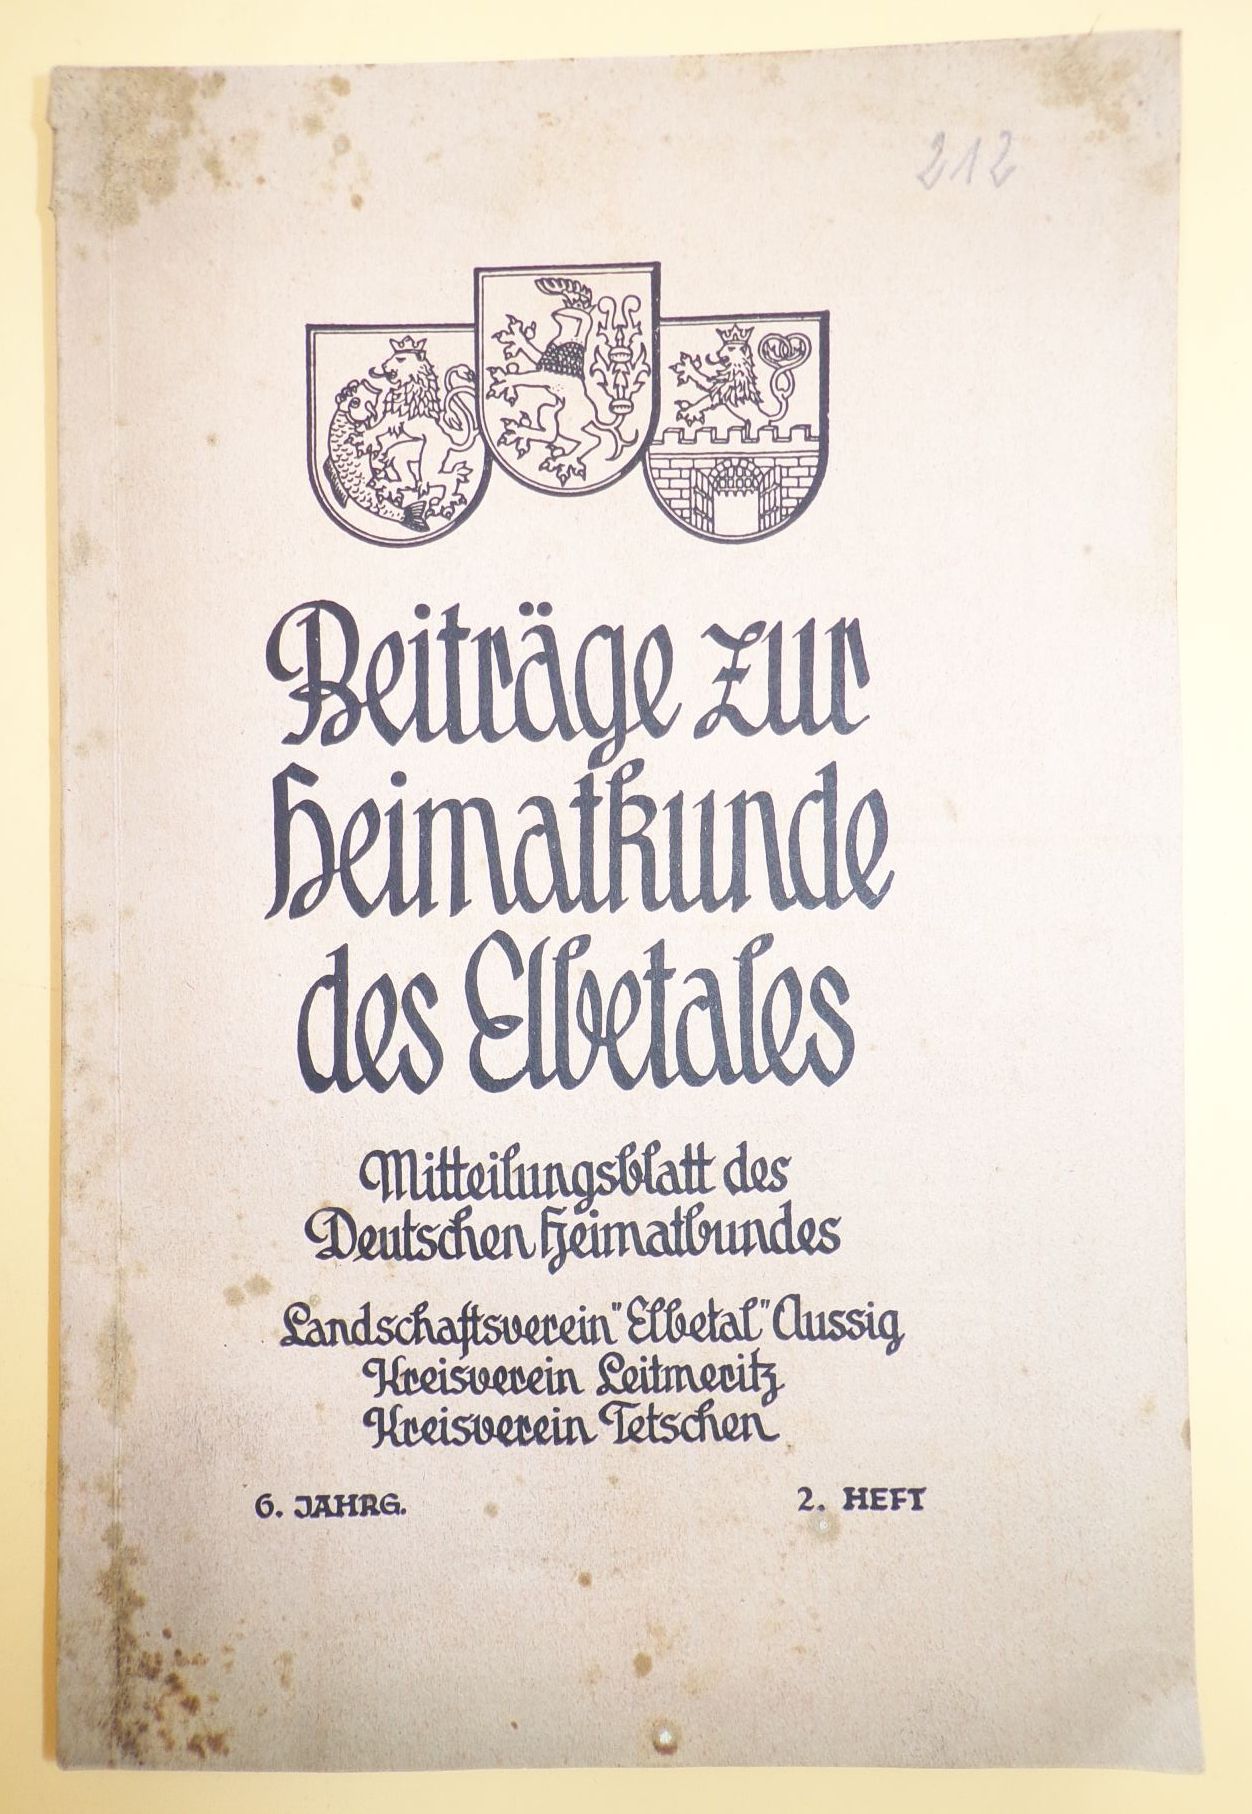 212
Beiträge zur
Heimatkunde
des Elbetales
Mitteilungsblatt des
Deutschen Heimatbundes
Landschaftsverein "Elbetal" Aussig
Kreisverein Leitmeritz
Kreisverein Tetschen
6. JAHRG. 2. HEFT